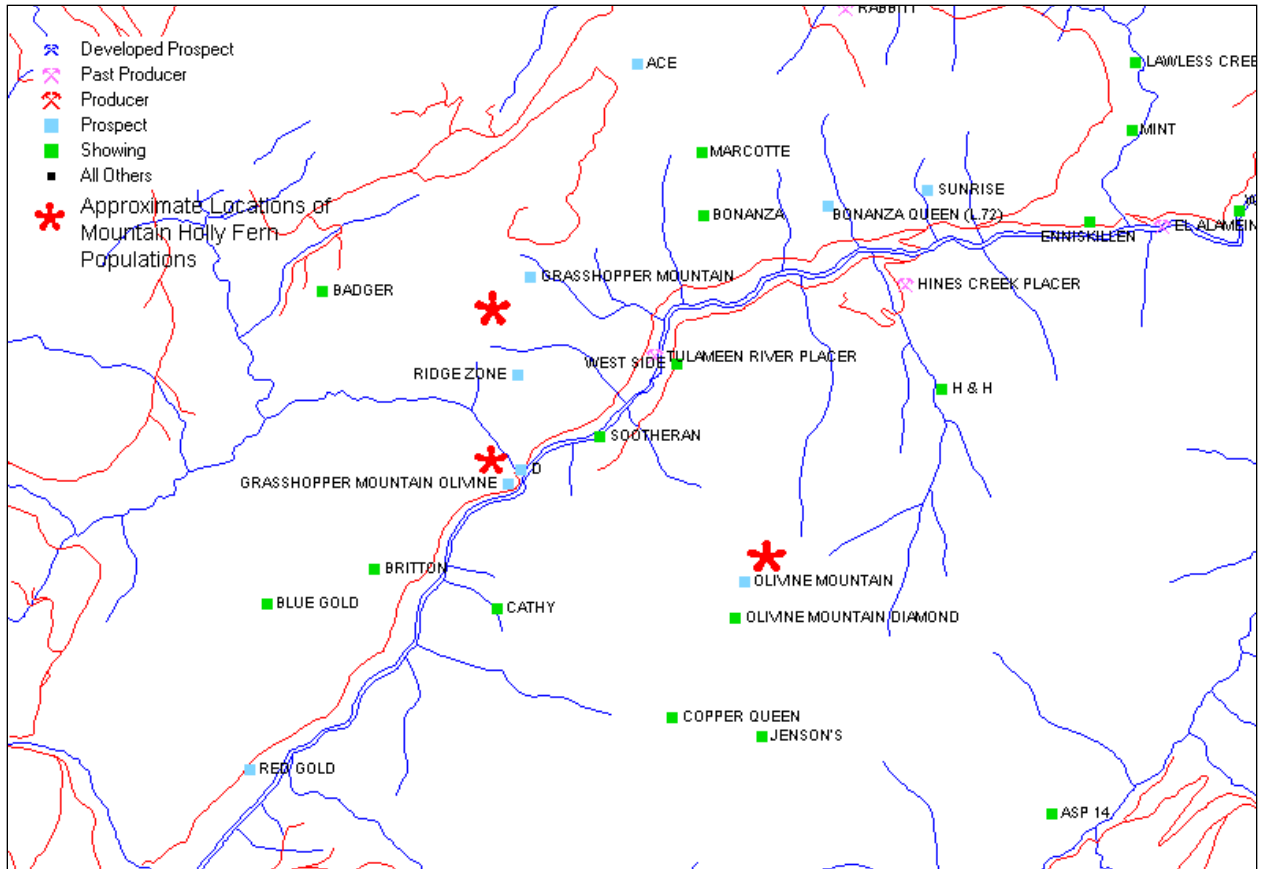 RABBITT
Developed Prospect
Past Producer
Producer
Prospect
Showing
All Others
Approximate Locations of
Mountain Holly Fern
Populations
ACE
LAWLESS CREE
MINT
MARCOTTE
SUNRISE
BONANZA
BONANZA QUEEN (L.72)
ENNISKILLEN
EL ALAMEIN
GRASSHOPPER MOUNTAIN
HINES CREEK PLACER
BADGER
WEST SIDE
TULAMEEN RIVER PLACER
RIDGE ZONE
H & H
SOOTHERAN
D
GRASSHOPPER MOUNTAIN OLIVINE
BRITTON
OLIVINE MOUNTAIN
BLUE GOLD
CATHY
OLIVINE MOUNTAIN DIAMOND
COPPER QUEEN
JENSON'S
RED GOLD
ASP 14